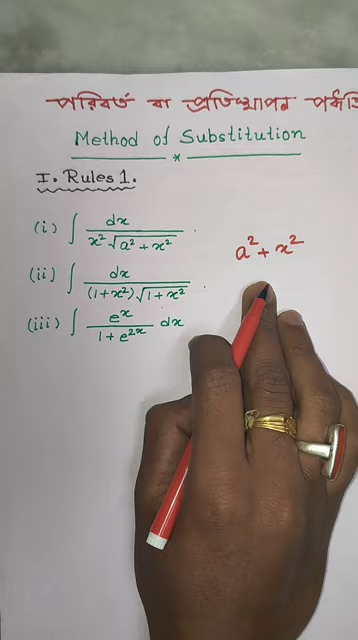 পরিবর্ত বা প্রতিস্থাপন পদ্ধতি
Method of Substitution
I. Rules 1.
(i) ∫ dx / x²√(a² + x²) .
(ii) ∫ dx / (1+x²)√(1+x²) .
(iii) ∫ eˣ / (1 + e²ˣ) dx
a² + x²